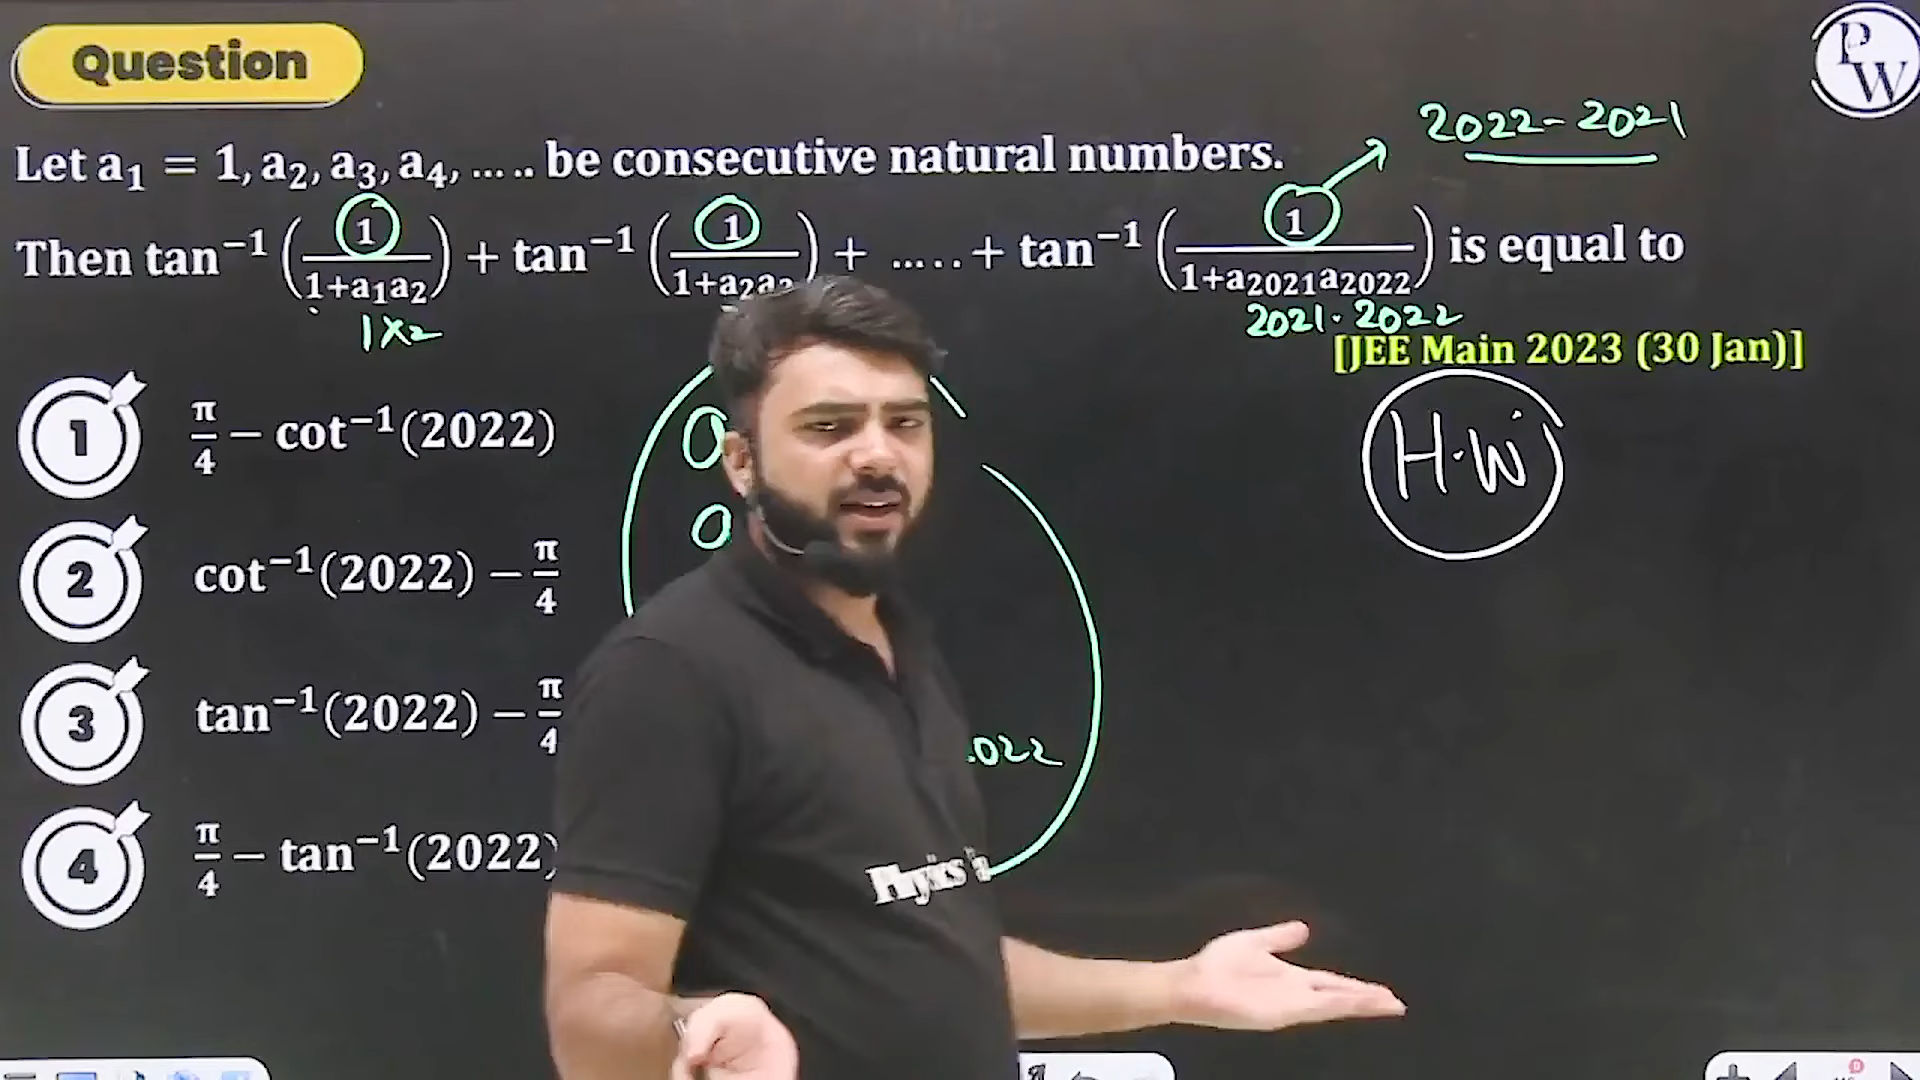 Question
PW
2022-2021
Let a₁ = 1, a₂, a₃, a₄, ..... be consecutive natural numbers.
Then tan⁻¹ (1/(1+a₁a₂)) + tan⁻¹ (1/(1+a₂a₃)) + ..... + tan⁻¹ (1/(1+a₂₀₂₁a₂₀₂₂)) is equal to
1×2
2021·2022
[JEE Main 2023 (30 Jan)]
H.W
1 π/4 − cot⁻¹(2022)
2 cot⁻¹(2022) − π/4
3 tan⁻¹(2022) − π/4
4 π/4 − tan⁻¹(2022)
022
Physics